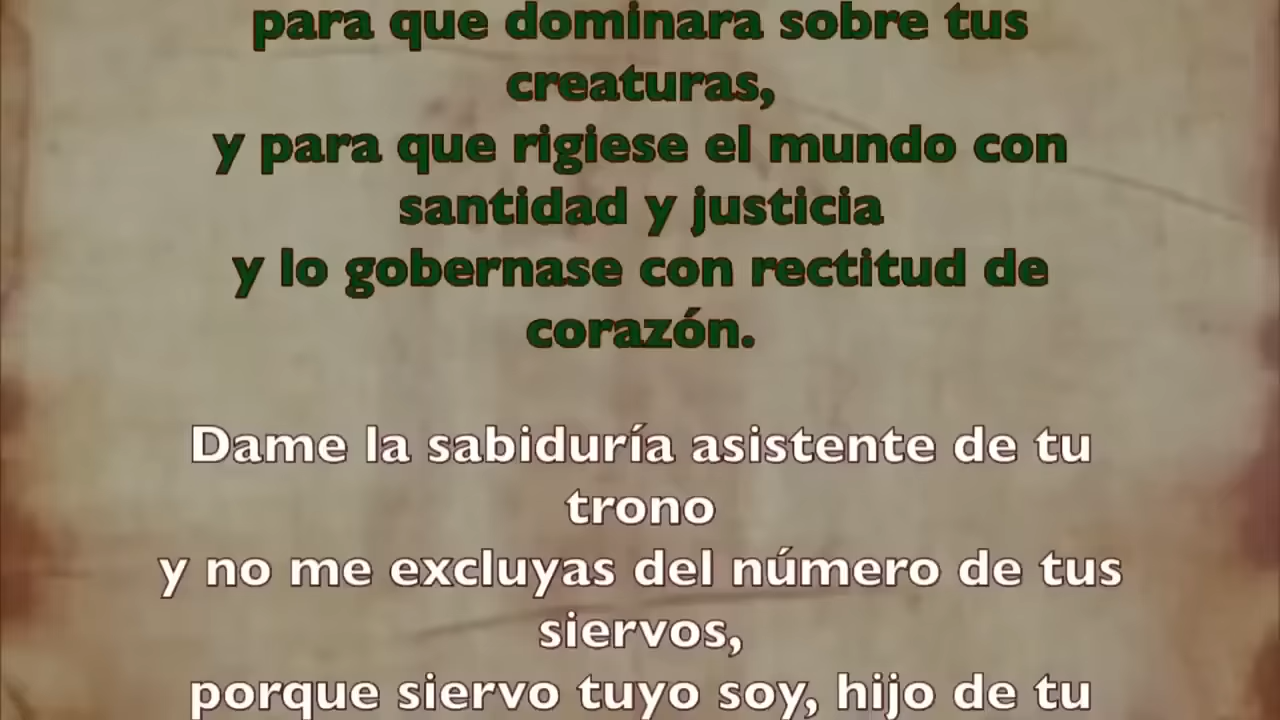 para que dominara sobre tus
creaturas,
y para que rigiese el mundo con
santidad y justicia
y lo gobernase con rectitud de
corazón.
Dame la sabiduría asistente de tu
trono
y no me excluyas del número de tus
siervos,
porque siervo tuyo soy, hijo de tu